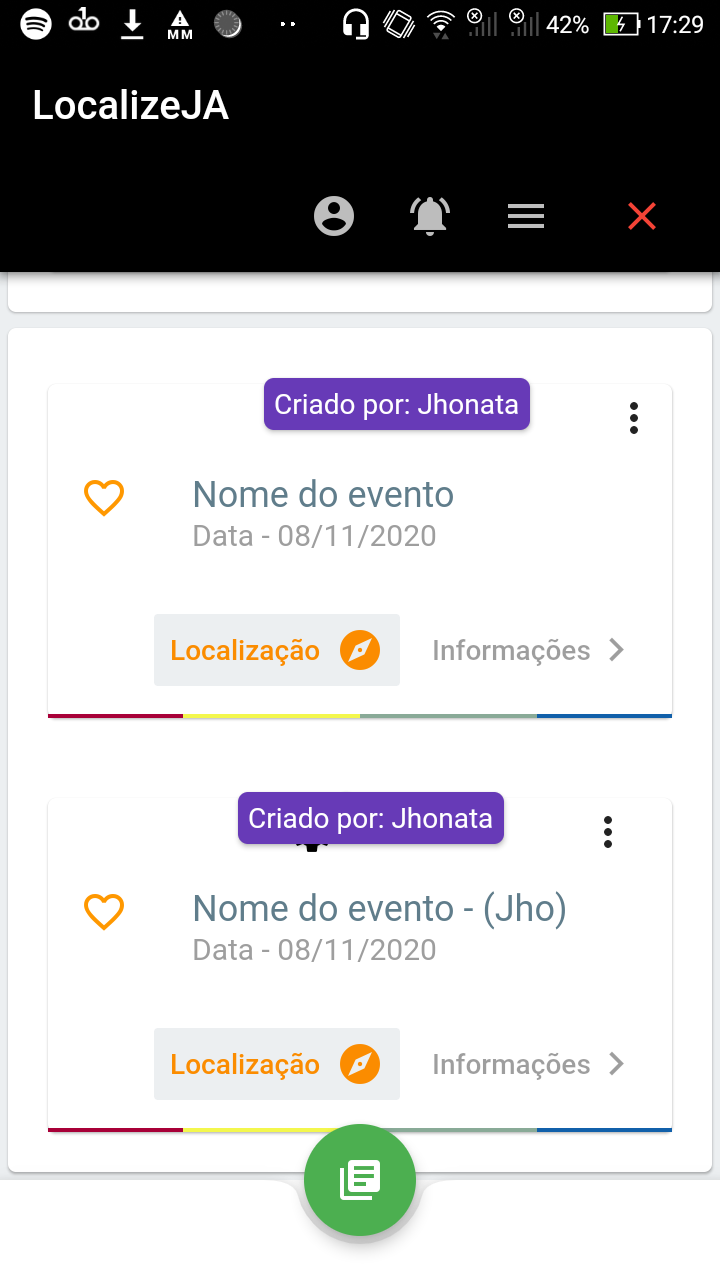 MM
42%
17:29
LocalizeJA
Criado por: Jhonata
Nome do evento
Data - 08/11/2020
Localização
Informações
Criado por: Jhonata
Nome do evento - (Jho)
Data - 08/11/2020
Localização
Informações